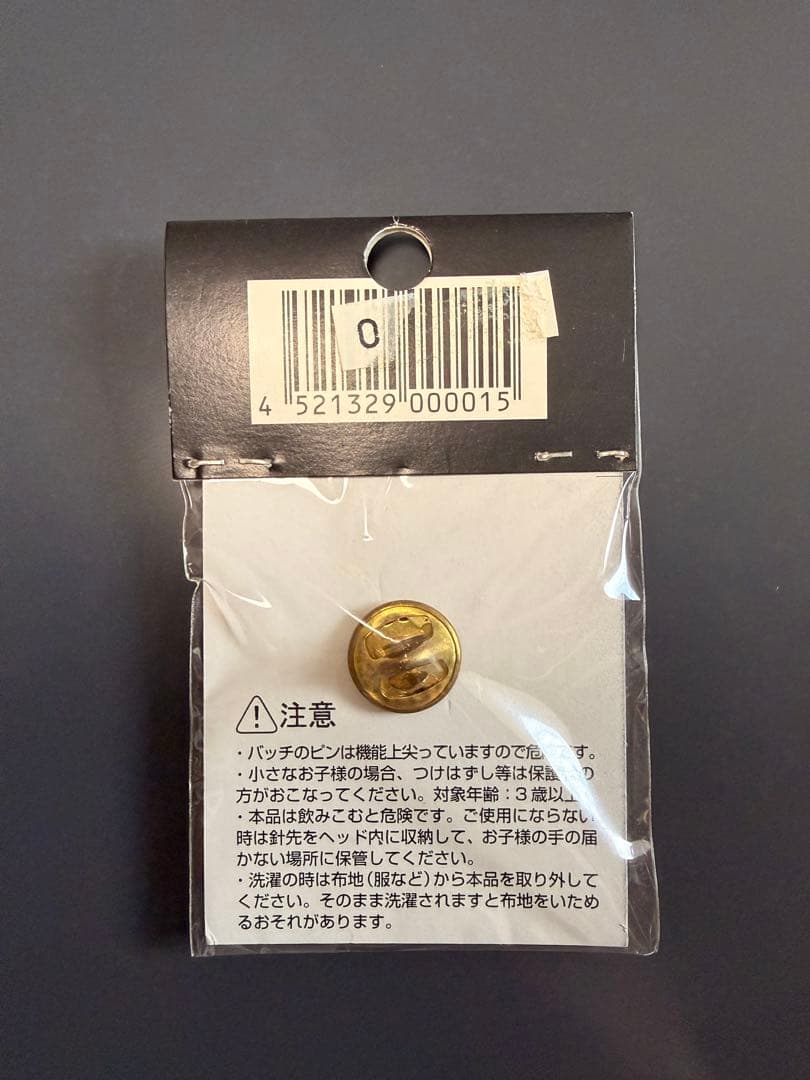 0
4 521329 000015
注意
・バッチのピンは機能上尖っていますので危険です。
・小さなお子様の場合、つけはずし等は保護者の
方がおこなってください。対象年齢:3歳以上
・本品は飲みこむと危険です。ご使用にならない
時は針先をヘッド内に収納して、お子様の手の届
かない場所に保管してください。
・洗濯の時は布地(服など)から本品を取り外して
ください。そのまま洗濯されますと布地をいため
るおそれがあります。